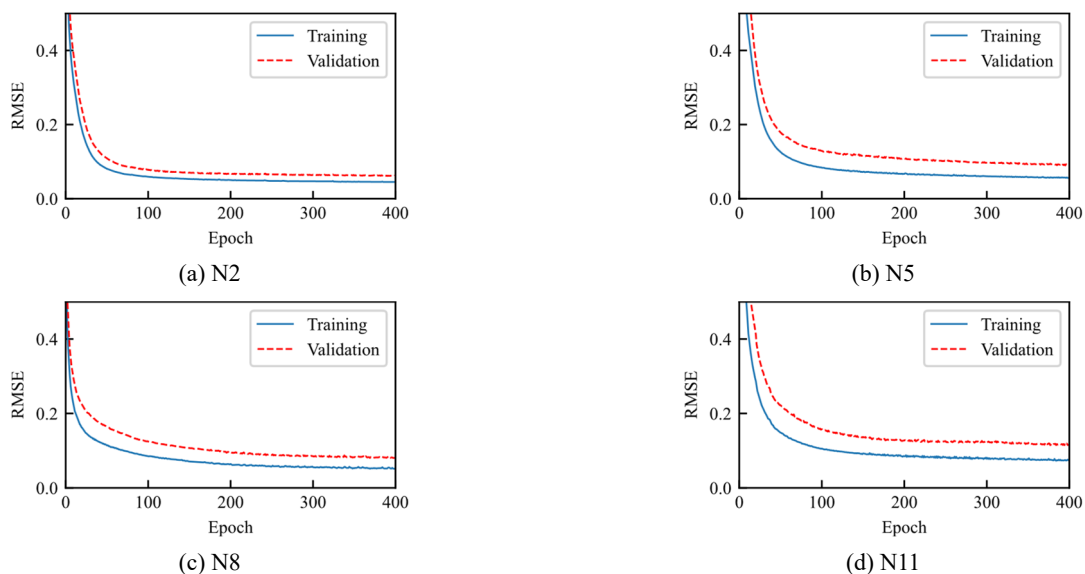 RMSE
0.4
0.2
0.0
0 100 200 300 400
Epoch
Training
Validation
(a) N2
RMSE
0.4
0.2
0.0
0 100 200 300 400
Epoch
Training
Validation
(b) N5
RMSE
0.4
0.2
0.0
0 100 200 300 400
Epoch
Training
Validation
(c) N8
RMSE
0.4
0.2
0.0
0 100 200 300 400
Epoch
Training
Validation
(d) N11